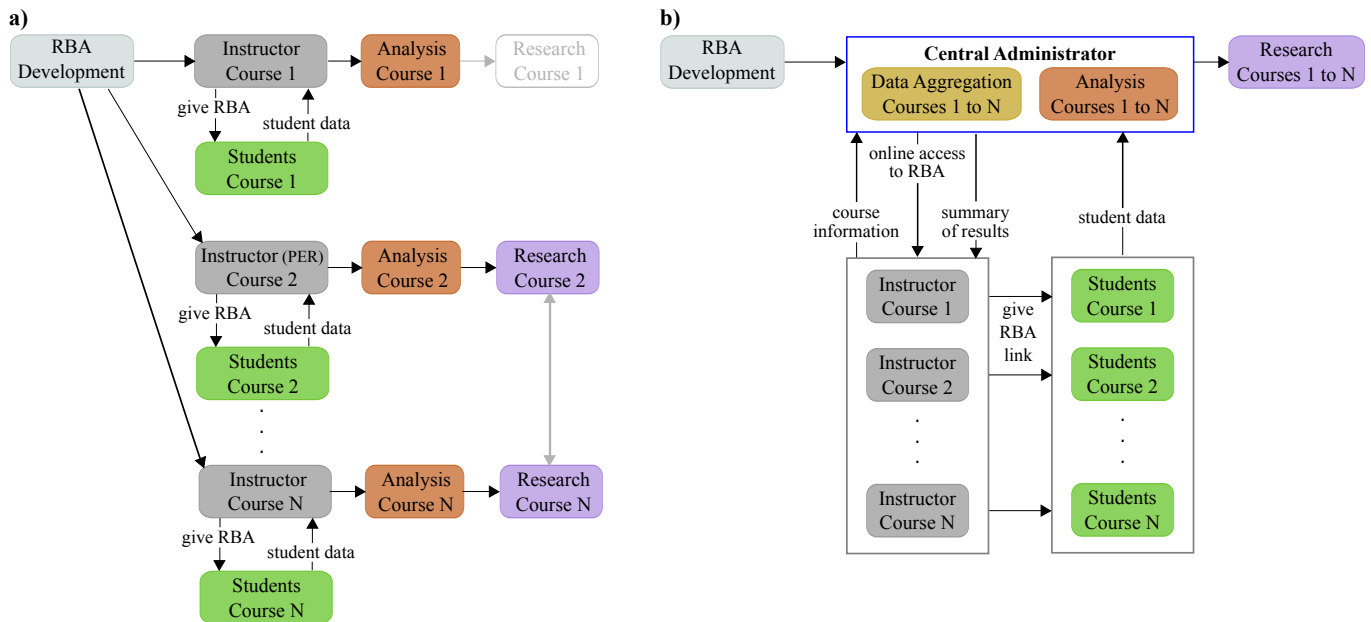 a)
RBA
Development
Instructor
Course 1
Analysis
Course 1
Research
Course 1
give RBA
student data
Students
Course 1
Instructor (PER)
Course 2
Analysis
Course 2
Research
Course 2
give RBA
student data
Students
Course 2
.
.
.
Instructor
Course N
Analysis
Course N
Research
Course N
give RBA
student data
Students
Course N
b)
RBA
Development
Central Administrator
Data Aggregation
Courses 1 to N
Analysis
Courses 1 to N
Research
Courses 1 to N
online access
to RBA
course
information
summary
of results
student data
Instructor
Course 1
give
RBA
link
Students
Course 1
Instructor
Course 2
Students
Course 2
.
.
.
.
.
.
Instructor
Course N
Students
Course N